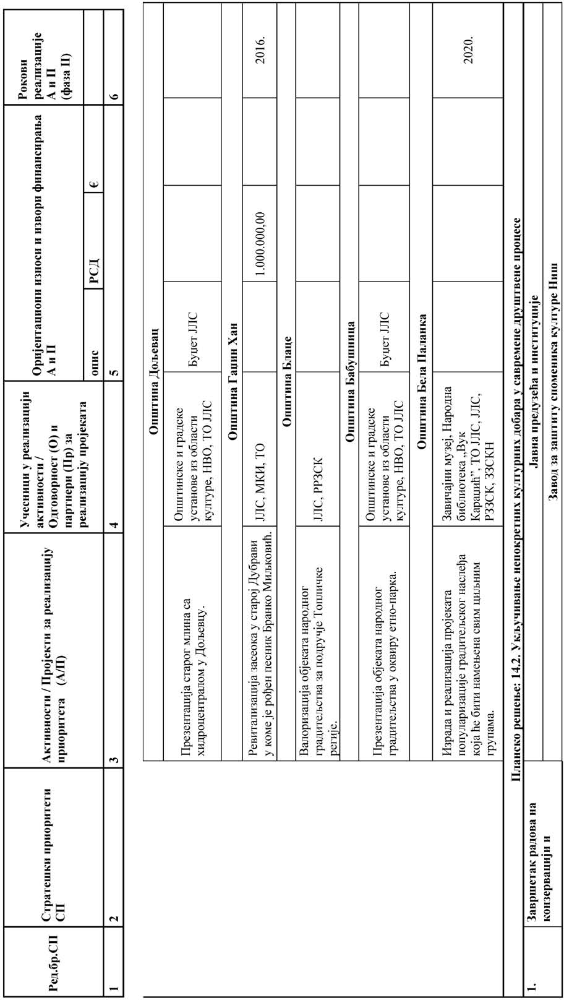 Ред.бр.СП
Стратешки приоритети
СП
Активности / Пројекти за реализацију
приоритета (А/П)
Учесници у реализацији
активности /
Одговорност (О) и
партнери (Пр) за
реализацију пројеката
Оријентациони износи и извори финансирања
А и П
Рокови
реализације
А и П
(фаза II)
опис
РСД
€
1
2
3
4
5
6
Општина Дољевац
Презентација старог млина са
хидроцентралом у Дољевцу.
Општинске и градске
установе из области
културе, НВО, ТО ЈЛС
Буџет ЈЛС
Општина Гаџин Хан
Ревитализација засеока у старој Дубрави
у коме је рођен песник Бранко Миљковић.
ЈЛС, МКИ, ТО
1.000.000,00
2016.
Општина Блаце
Валоризација објеката народног
градитељства за подручје Топличке
регије.
ЈЛС, РРЗСК
Општина Бабушница
Презентација објеката народног
градитељства у оквиру етно-парка.
Општинске и градске
установе из области
културе, НВО, ТО ЈЛС
Буџет ЈЛС
Општина Бела Паланка
Израда и реализација пројеката
популаризације градитељског наслеђа
која ће бити намењена свим циљним
групама.
Завичајни музеј, Народна
библиотека „Вук
Караџић”, ТО ЈЛС, ЈЛС,
РЗЗСК, ЗЗСКН
2020.
Планско решење: 14.2. Укључивање непокретних културних добара у савремене друштвене процесе
1.
Завршетак радова на
конзервацији и
Јавна предузећа и институције
Завод за заштиту споменика културе Ниш